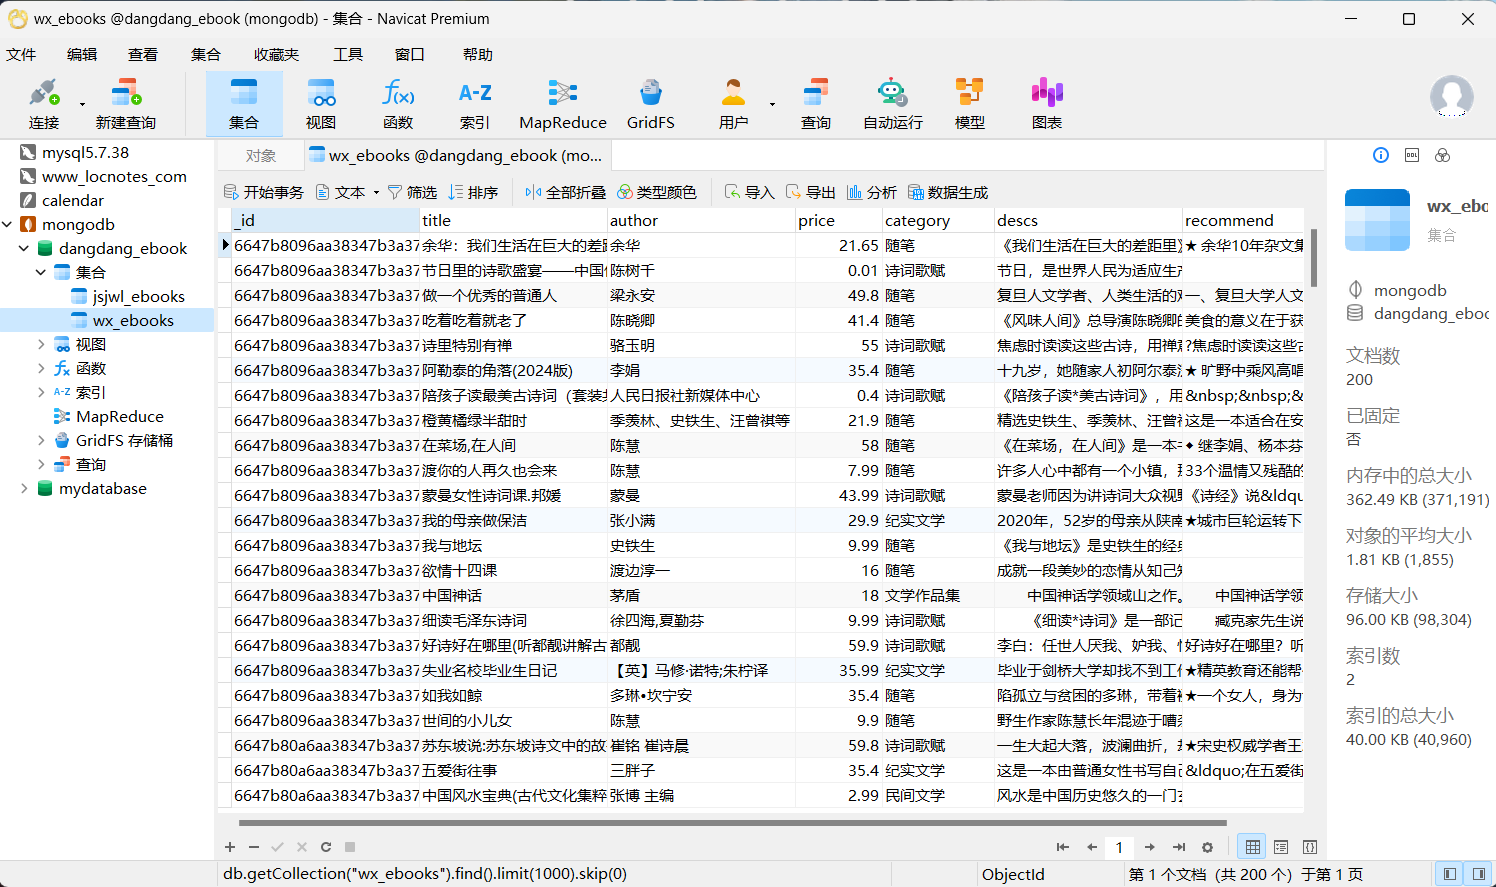 wx_ebooks @dangdang_ebook (mongodb) - 集合 - Navicat Premium
文件 编辑 查看 集合 收藏夹 工具 窗口 帮助
连接 新建查询 集合 视图 函数 索引 MapReduce GridFS 用户 查询 自动运行 模型 图表
f(x) A-Z
mysql5.7.38
www_locnotes_com
calendar
mongodb
dangdang_ebook
集合
jsjwl_ebooks
wx_ebooks
视图
函数
A-Z 索引
MapReduce
GridFS 存储桶
查询
mydatabase
对象 wx_ebooks @dangdang_ebook (mo...
开始事务 文本 筛选 排序 全部折叠 类型颜色 导入 导出 分析 数据生成
_id title author price category descs recommend
6647b8096aa38347b3a37 余华：我们生活在巨大的差距 余华 21.65 随笔 《我们生活在巨大的差距里》 ★ 余华10年杂文集
6647b8096aa38347b3a37 节日里的诗歌盛宴——中国 陈树千 0.01 诗词歌赋 节日，是世界人民为适应生产
6647b8096aa38347b3a37 做一个优秀的普通人 梁永安 49.8 随笔 复旦人文学者、人类生活的 一、复旦大学人文
6647b8096aa38347b3a37 吃着吃着就老了 陈晓卿 41.4 随笔 《风味人间》总导演陈晓卿 美食的意义在于获
6647b8096aa38347b3a37 诗里特别有禅 骆玉明 55 诗词歌赋 焦虑时读读这些古诗，用禅 ?焦虑时读读这些古
6647b8096aa38347b3a37 阿勒泰的角落(2024版) 李娟 35.4 随笔 十九岁，她随家人初阿尔泰 ★ 旷野中乘风高唱
6647b8096aa38347b3a37 陪孩子读最美古诗词（套装 人民日报社新媒体中心 0.4 诗词歌赋 《陪孩子读*美古诗词》，用 &nbsp;&nbsp;&
6647b8096aa38347b3a37 橙黄橘绿半甜时 季羡林、史铁生、汪曾祺等 21.9 随笔 精选史铁生、季羡林、汪曾 这是一本适合在安
6647b8096aa38347b3a37 在菜场,在人间 陈慧 58 随笔 《在菜场，在人间》是一本 ◆ 继李娟、杨本芬
6647b8096aa38347b3a37 渡你的人再久也会来 陈慧 7.99 随笔 许多人心中都有一个小镇， 33个温情又残酷的
6647b8096aa38347b3a37 蒙曼女性诗词课.邦媛 蒙曼 43.99 诗词歌赋 蒙曼老师因为讲诗词大众视野 《诗经》说&ldqu
6647b8096aa38347b3a37 我的母亲做保洁 张小满 29.9 纪实文学 2020年，52岁的母亲从陕南 ★城市巨轮运转下
6647b8096aa38347b3a37 我与地坛 史铁生 9.99 随笔 《我与地坛》是史铁生的经典
6647b8096aa38347b3a37 欲情十四课 渡边淳一 16 随笔 成就一段美妙的恋情从知己知
6647b8096aa38347b3a37 中国神话 茅盾 18 文学作品集 中国神话学领域山之作。 中国神话学领
6647b8096aa38347b3a37 细读毛泽东诗词 徐四海,夏勤芬 9.99 诗词歌赋 《细读*诗词》是一部记 臧克家先生说
6647b8096aa38347b3a37 好诗好在哪里(听都靓讲解古 都靓 59.9 诗词歌赋 李白：任世人厌我、妒我、 好诗好在哪里？听
6647b8096aa38347b3a37 失业名校毕业生日记 【英】马修·诺特;朱柠译 35.99 纪实文学 毕业于剑桥大学却找不到工作 ★精英教育还能帮
6647b8096aa38347b3a37 如我如鲸 多琳•坎宁安 35.4 随笔 陷孤立与贫困的多琳，带着 ★一个女人，身为
6647b8096aa38347b3a37 世间的小儿女 陈慧 9.9 随笔 野生作家陈慧长年混迹于嘈杂
6647b80a6aa38347b3a37 苏东坡说:苏东坡诗文中的故 崔铭 崔诗晨 59.8 诗词歌赋 一生大起大落，波澜曲折， ★宋史权威学者王
6647b80a6aa38347b3a37 五爱街往事 三胖子 35.4 纪实文学 这是一本由普通女性书写自己 &ldquo;在五爱街
6647b80a6aa38347b3a37 中国风水宝典(古代文化集粹 张博 主编 2.99 民间文学 风水是中国历史悠久的一门
1
db.getCollection("wx_ebooks").find().limit(1000).skip(0) ObjectId 第 1 个文档（共 200 个）于第 1 页
DDL
wx_ebo
集合
mongodb
dangdang_eboo
文档数
200
已固定
否
内存中的总大小
362.49 KB (371,191)
对象的平均大小
1.81 KB (1,855)
存储大小
96.00 KB (98,304)
索引数
2
索引的总大小
40.00 KB (40,960)